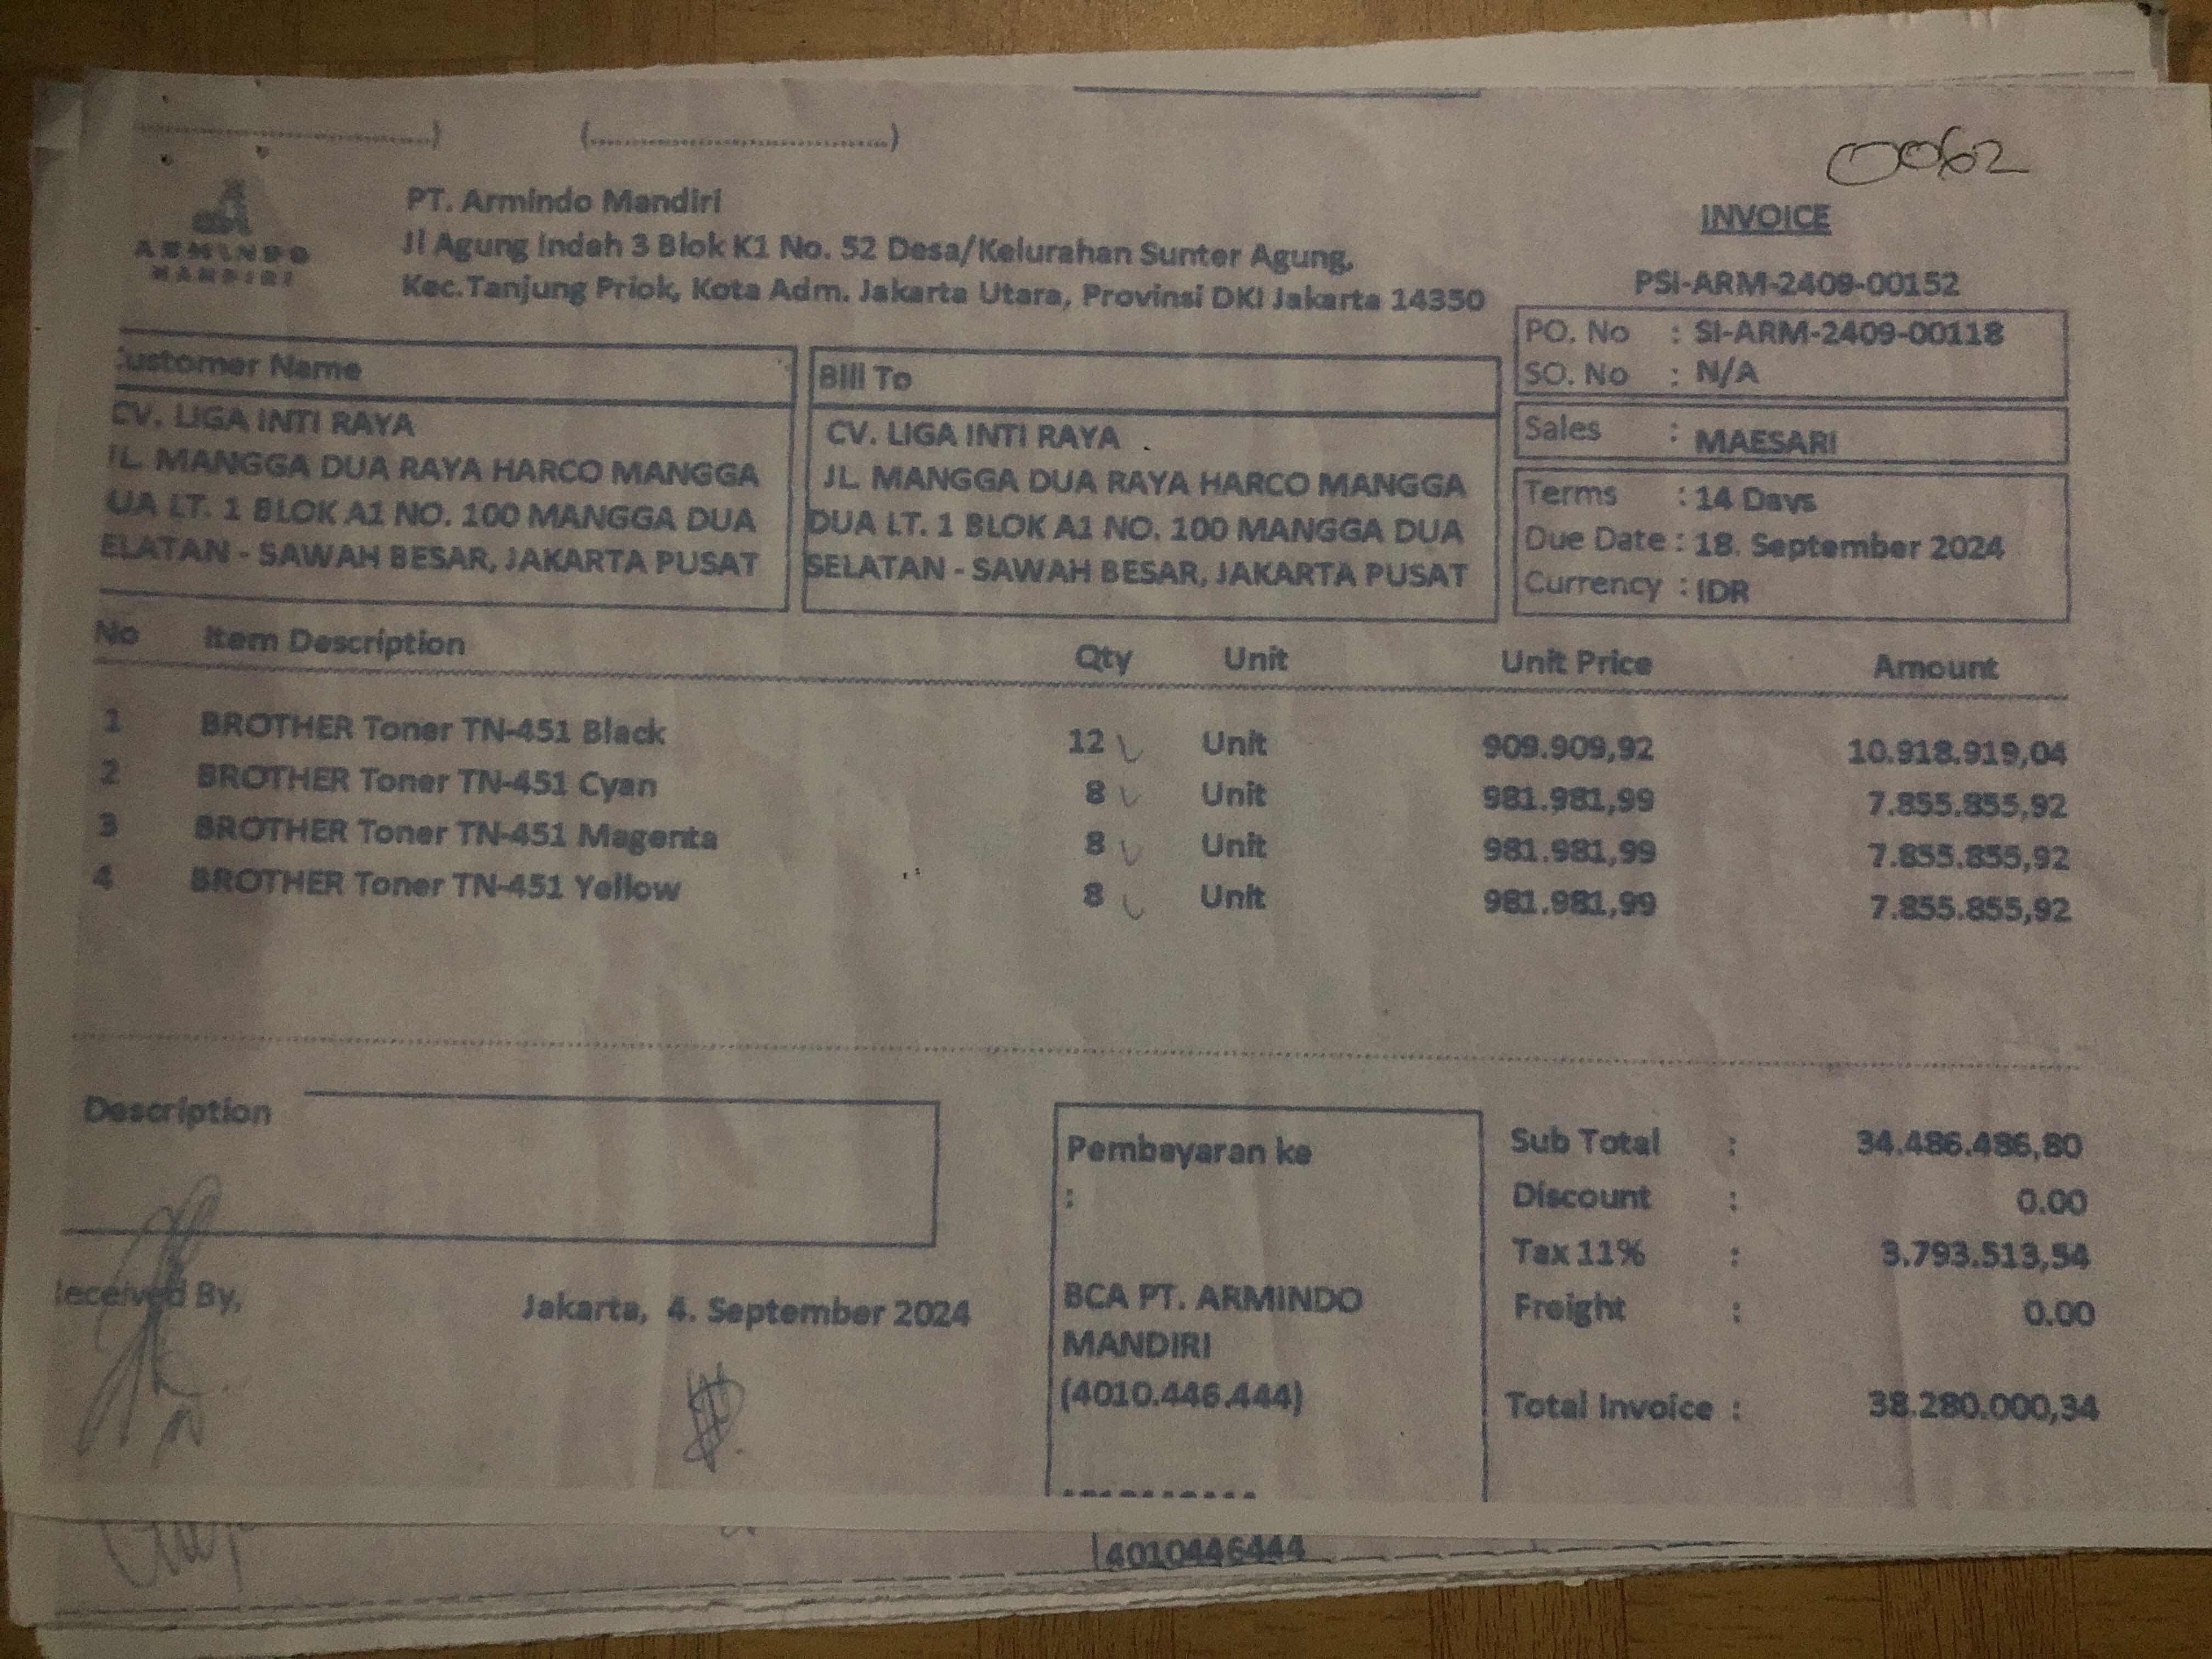 (..............................)
0062
ARMINDO
MANDIRI
PT. Armindo Mandiri
Jl Agung Indah 3 Blok K1 No. 52 Desa/Kelurahan Sunter Agung,
Kec.Tanjung Priok, Kota Adm. Jakarta Utara, Provinsi DKI Jakarta 14350
INVOICE
PSI-ARM-2409-00152
PO. No : SI-ARM-2409-00118
SO. No : N/A
Sales : MAESARI
Terms : 14 Days
Due Date : 18. September 2024
Currency : IDR
ustomer Name
CV. LIGA INTI RAYA
JL. MANGGA DUA RAYA HARCO MANGGA
UA LT. 1 BLOK A1 NO. 100 MANGGA DUA
ELATAN - SAWAH BESAR, JAKARTA PUSAT
Bill To
CV. LIGA INTI RAYA
JL. MANGGA DUA RAYA HARCO MANGGA
DUA LT. 1 BLOK A1 NO. 100 MANGGA DUA
SELATAN - SAWAH BESAR, JAKARTA PUSAT
No Item Description Qty Unit Unit Price Amount
1 BROTHER Toner TN-451 Black 12 Unit 909.909,92 10.918.919,04
2 BROTHER Toner TN-451 Cyan 8 Unit 981.981,99 7.855.855,92
3 BROTHER Toner TN-451 Magenta 8 Unit 981.981,99 7.855.855,92
4 BROTHER Toner TN-451 Yellow 8 Unit 981.981,99 7.855.855,92
Description
eceived By,
Jakarta, 4. September 2024
Pembayaran ke
:
BCA PT. ARMINDO
MANDIRI
(4010.446.444)
Sub Total : 34.486.486,80
Discount : 0.00
Tax 11% : 3.793.513,54
Freight : 0.00
Total Invoice : 38.280.000,34
4010446444